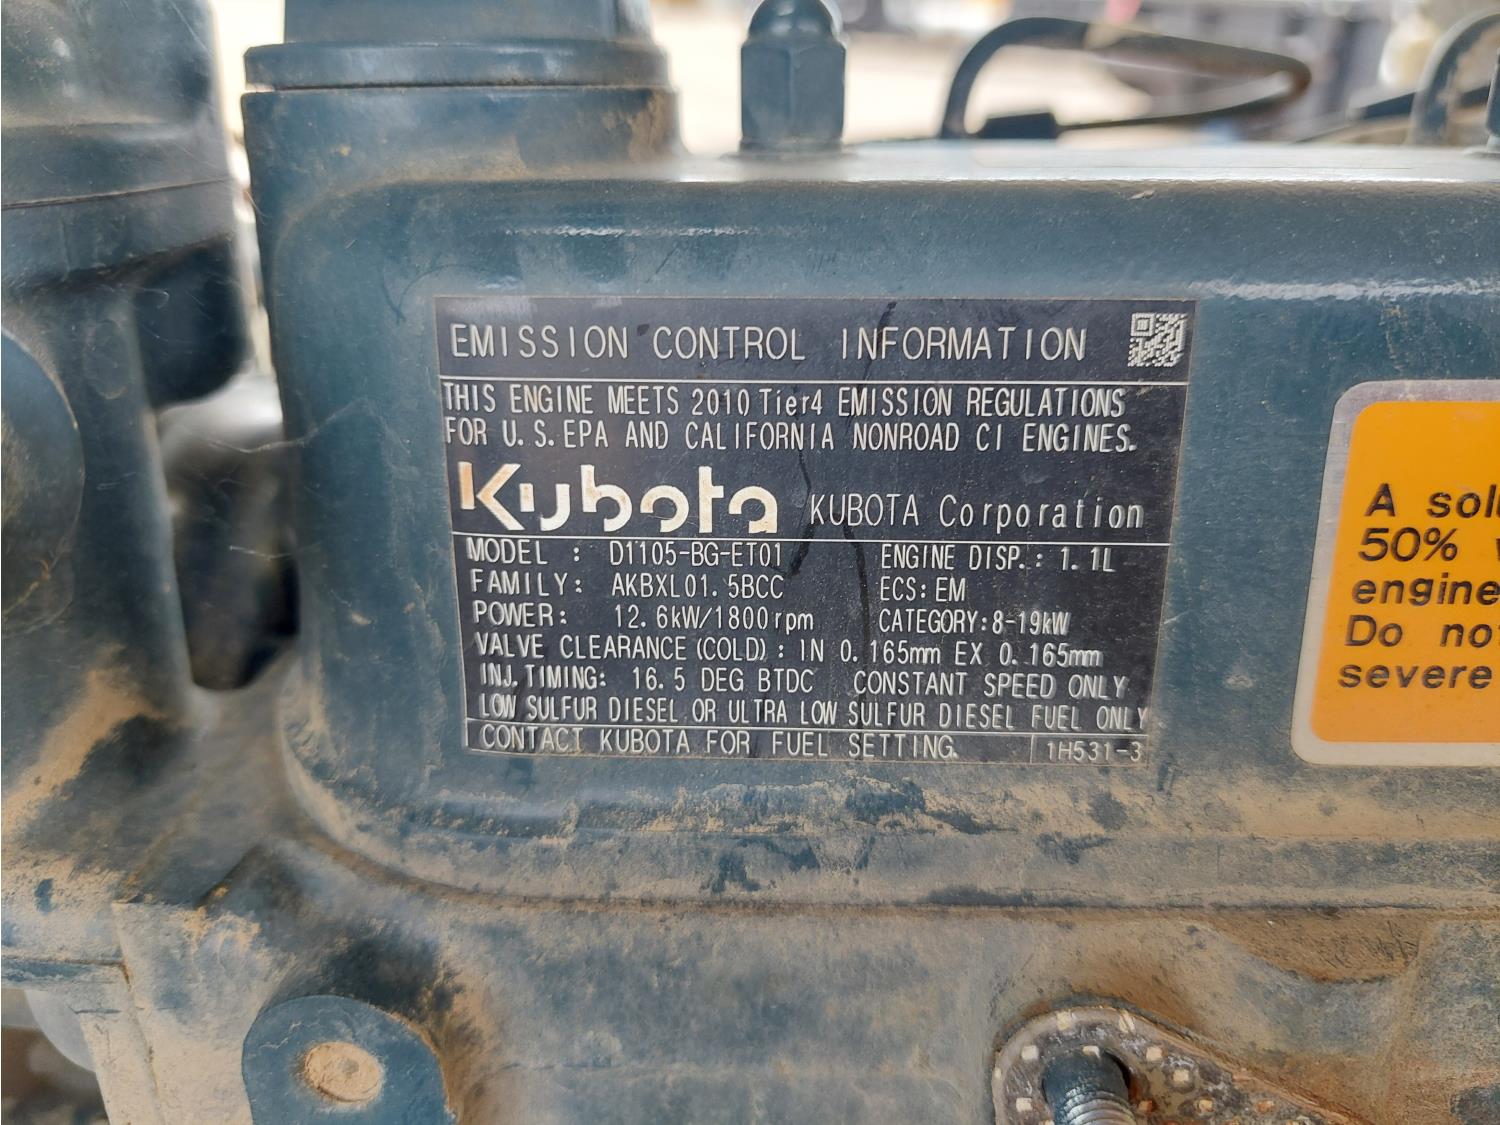 EMISSION CONTROL INFORMATION
THIS ENGINE MEETS 2010 Tier4 EMISSION REGULATIONS
FOR U.S.EPA AND CALIFORNIA NONROAD CI ENGINES.
Kubota KUBOTA Corporation
MODEL : D1105-BG-ET01 ENGINE DISP.: 1.1L
FAMILY: AKBXL01.5BCC ECS: EM
POWER: 12.6kW/1800rpm CATEGORY:8-19kW
VALVE CLEARANCE(COLD): IN 0.165mm EX 0.165mm
INJ.TIMING: 16.5 DEG BTDC CONSTANT SPEED ONLY
LOW SULFUR DIESEL OR ULTRA LOW SULFUR DIESEL FUEL ONLY
CONTACT KUBOTA FOR FUEL SETTING. 1H531-3
A
50%
engine
Do
severe